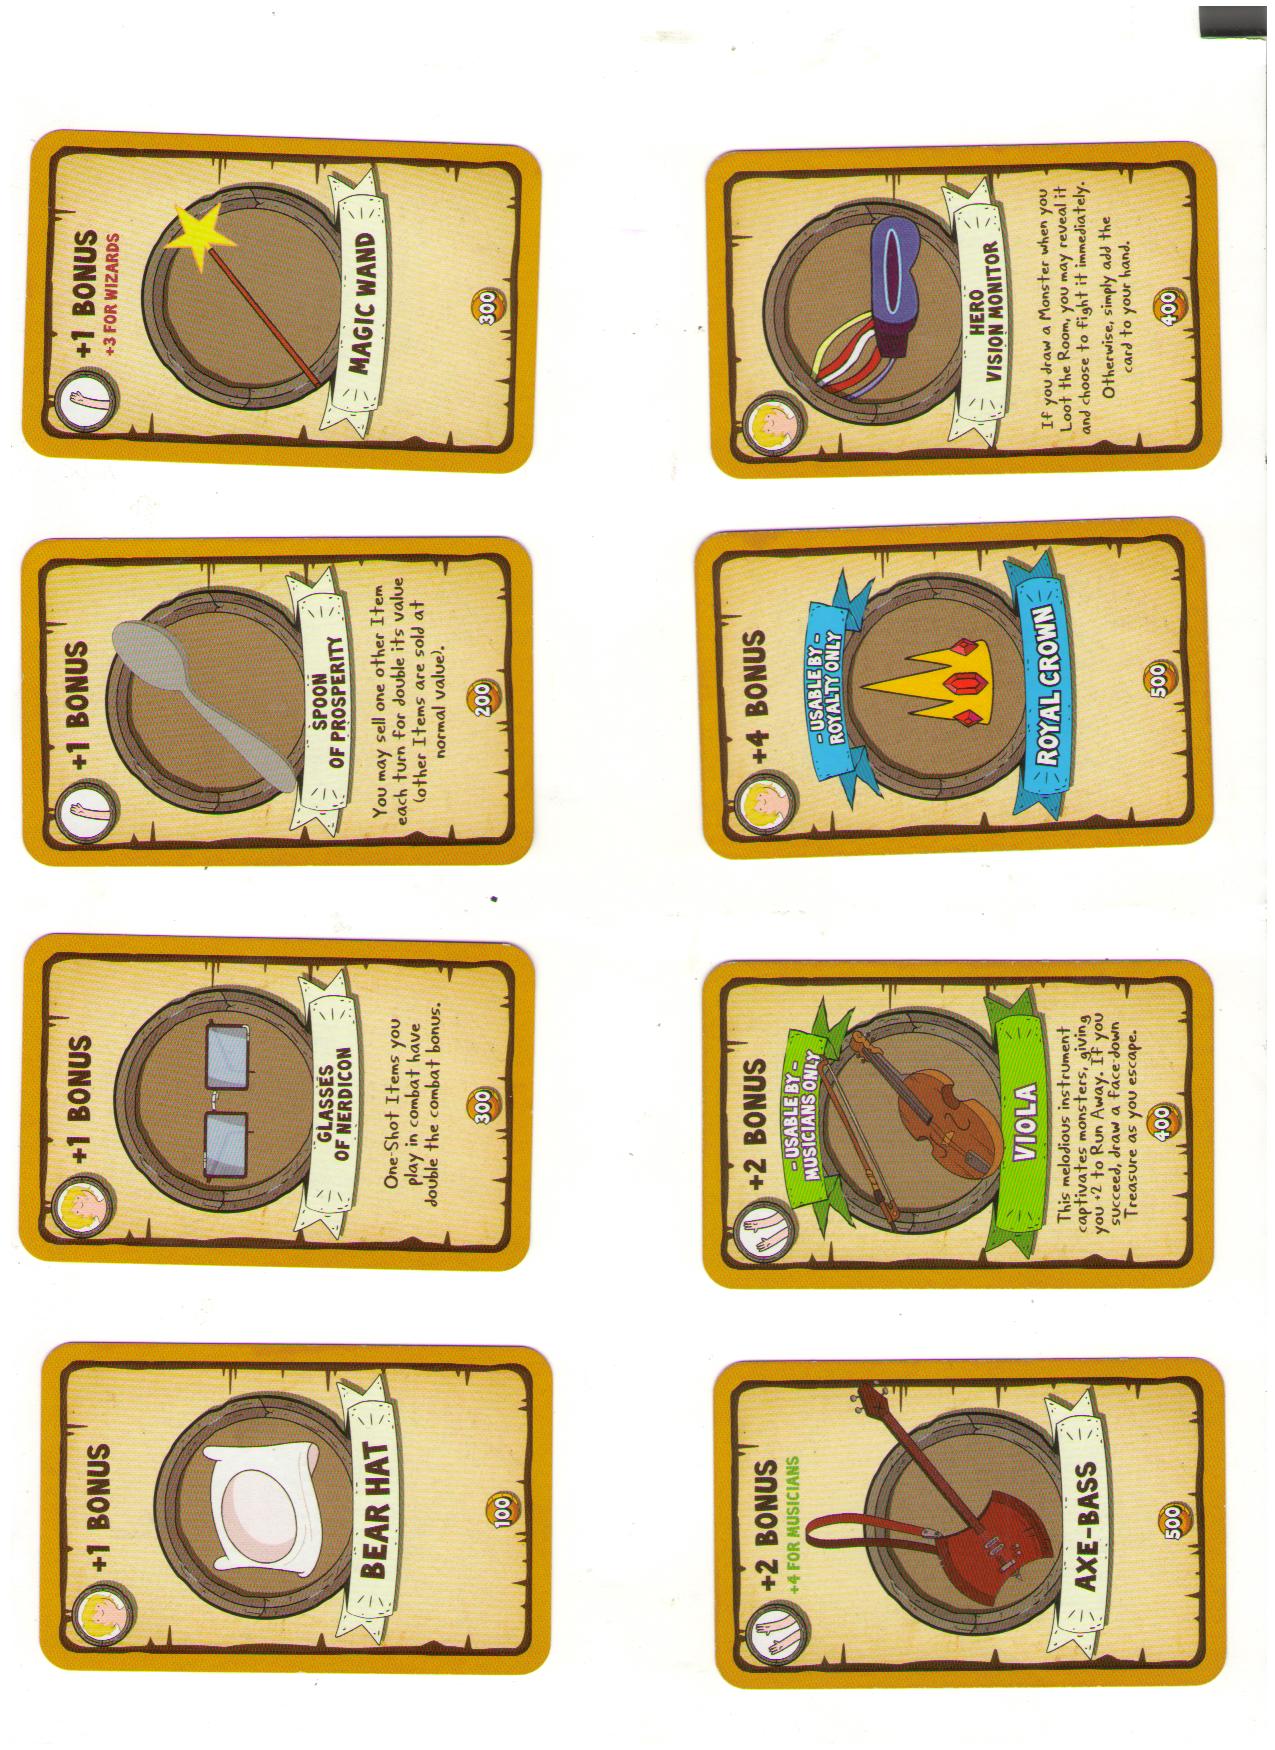 +1 BONUS
BEAR HAT
100
+1 BONUS
GLASSES
OF NERDICON
One-Shot Items you
play in combat have
double the combat bonus.
300
+1 BONUS
SPOON
OF PROSPERITY
You may sell one other Item
each turn for double its value
(other Items are sold at
normal value).
200
+1 BONUS
+3 FOR WIZARDS
MAGIC WAND
300
+2 BONUS
+4 FOR MUSICIANS
AXE-BASS
500
+2 BONUS
- USABLE BY -
MUSICIANS ONLY
VIOLA
This melodious instrument
captivates monsters, giving
you +2 to Run Away. If you
succeed, draw a face-down
Treasure as you escape.
400
+4 BONUS
- USABLE BY -
ROYALTY ONLY
ROYAL CROWN
500
HERO
VISION MONITOR
If you draw a Monster when you
Loot the Room, you may reveal it
and choose to fight it immediately.
Otherwise, simply add the
card to your hand.
400